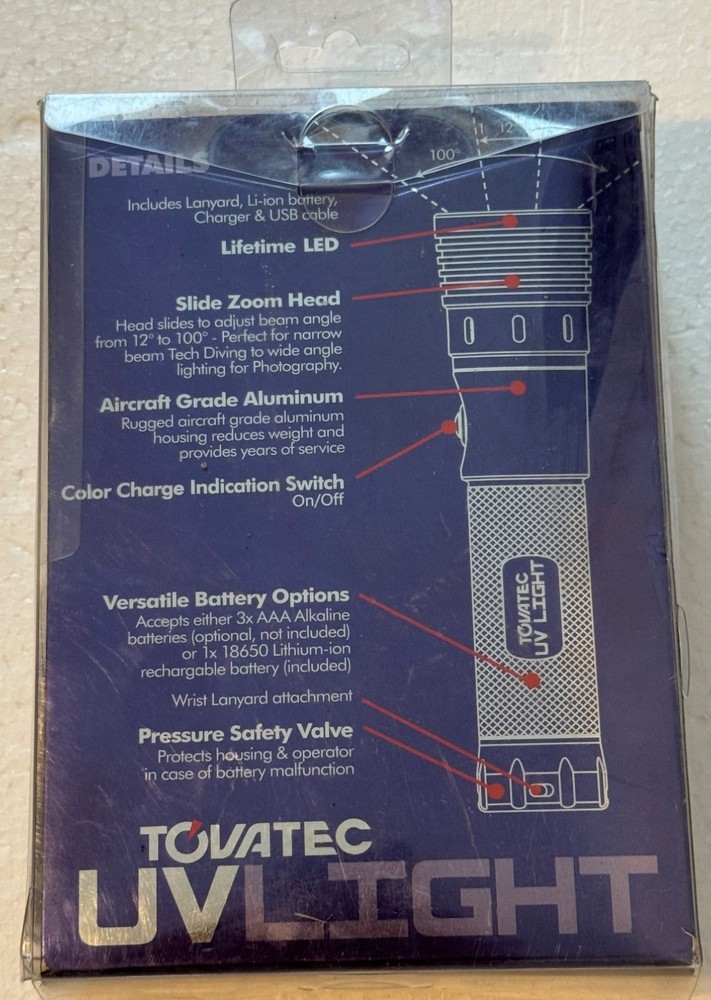 DETAILS
100°
12
Includes Lanyard, Li-ion battery,
Charger & USB cable
Lifetime LED
Slide Zoom Head
Head slides to adjust beam angle
from 12° to 100° - Perfect for narrow
beam Tech Diving to wide angle
lighting for Photography.
Aircraft Grade Aluminum
Rugged aircraft grade aluminum
housing reduces weight and
provides years of service
Color Charge Indication Switch
On/Off
Versatile Battery Options
Accepts either 3x AAA Alkaline
batteries (optional, not included)
or 1x 18650 Lithium-ion
rechargable battery (included)
Wrist Lanyard attachment
Pressure Safety Valve
Protects housing & operator
in case of battery malfunction
TOVATEC
UV LIGHT
TOVATEC
UVLIGHT